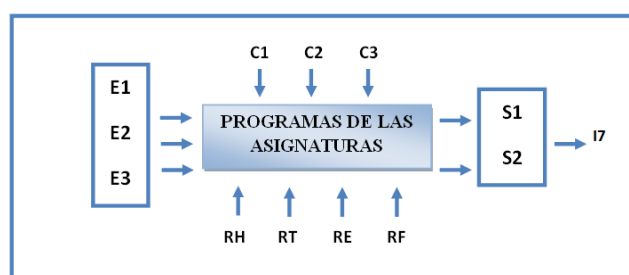 C1 C2 C3
E1
E2
E3
PROGRAMAS DE LAS
ASIGNATURAS
S1
S2
I7
RH RT RE RF